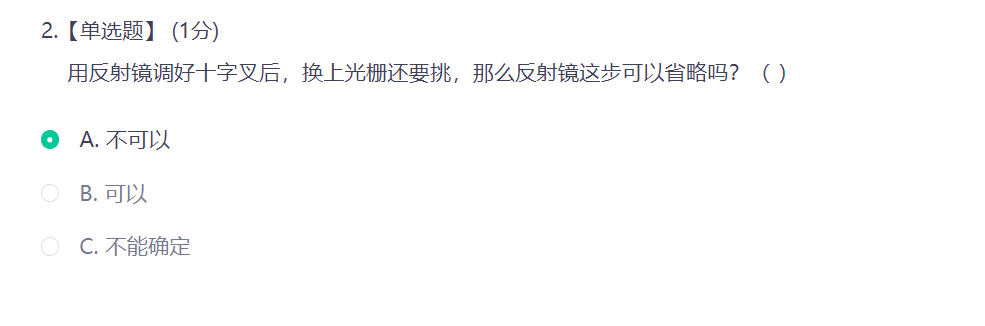 2.【单选题】 (1分)
用反射镜调好十字叉后，换上光栅还要挑，那么反射镜这步可以省略吗？（ ）
A. 不可以
B. 可以
C. 不能确定